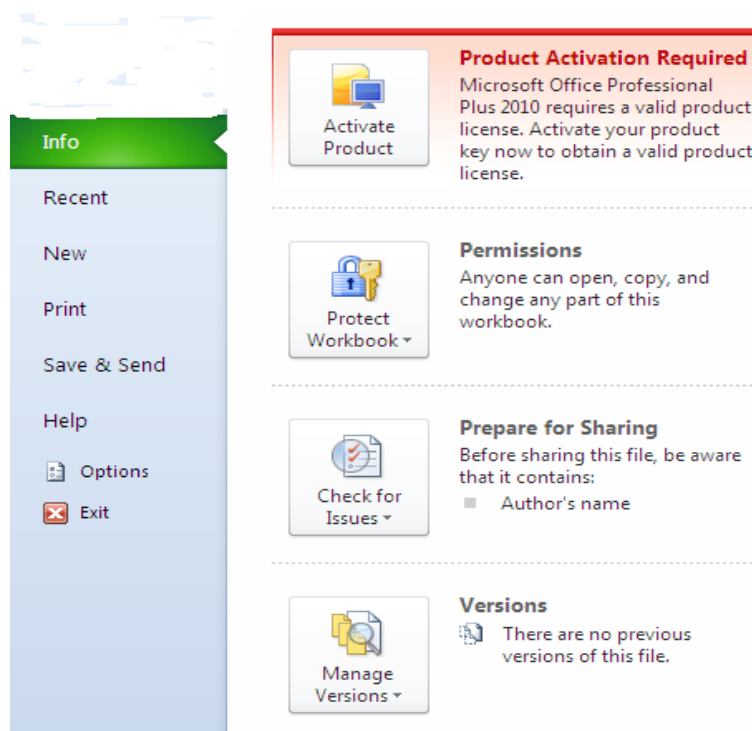 Info
Recent
New
Print
Save & Send
Help
Options
Exit
Activate
Product
Product Activation Required
Microsoft Office Professional
Plus 2010 requires a valid product
license. Activate your product
key now to obtain a valid product
license.
Protect
Workbook
Permissions
Anyone can open, copy, and
change any part of this
workbook.
Check for
Issues
Prepare for Sharing
Before sharing this file, be aware
that it contains:
Author's name
Manage
Versions
Versions
There are no previous
versions of this file.